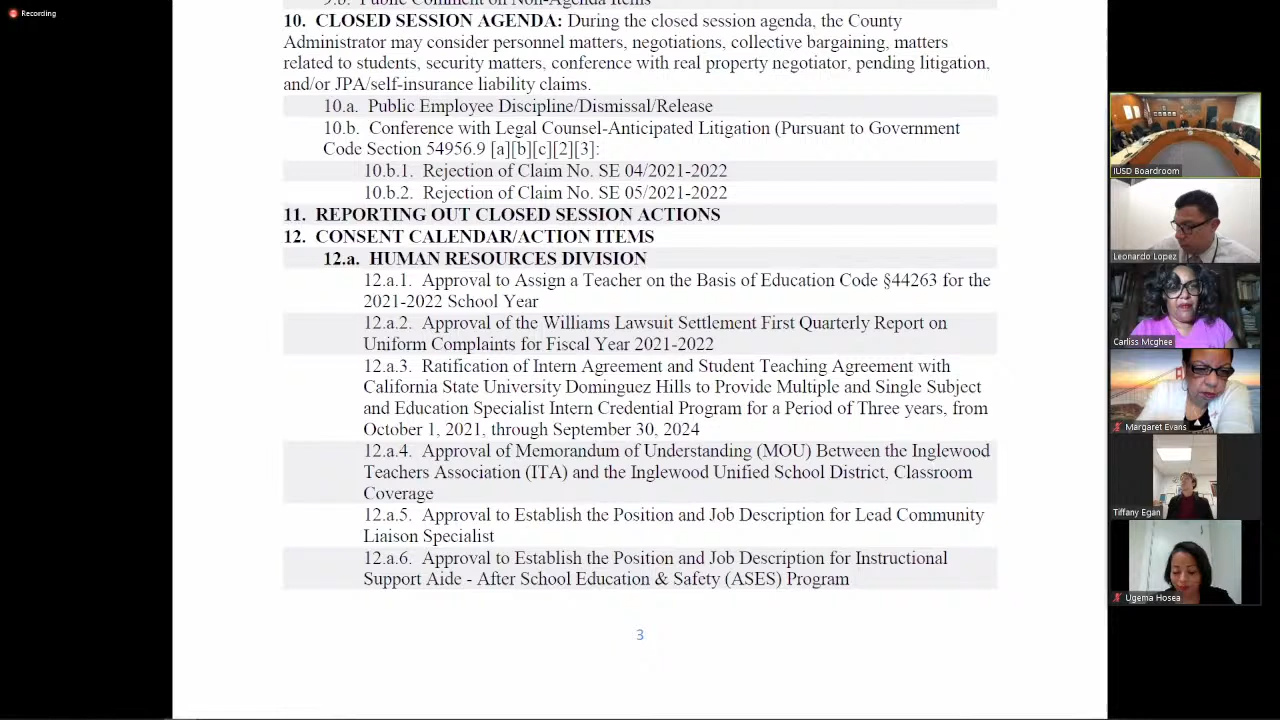 Recording
9.b. Public Comment on Non-Agenda Items
10. CLOSED SESSION AGENDA: During the closed session agenda, the County
Administrator may consider personnel matters, negotiations, collective bargaining, matters
related to students, security matters, conference with real property negotiator, pending litigation,
and/or JPA/self-insurance liability claims.
10.a. Public Employee Discipline/Dismissal/Release
10.b. Conference with Legal Counsel-Anticipated Litigation (Pursuant to Government
Code Section 54956.9 [a][b][c][2][3]:
10.b.1. Rejection of Claim No. SE 04/2021-2022
10.b.2. Rejection of Claim No. SE 05/2021-2022
11. REPORTING OUT CLOSED SESSION ACTIONS
12. CONSENT CALENDAR/ACTION ITEMS
12.a. HUMAN RESOURCES DIVISION
12.a.1. Approval to Assign a Teacher on the Basis of Education Code §44263 for the
2021-2022 School Year
12.a.2. Approval of the Williams Lawsuit Settlement First Quarterly Report on
Uniform Complaints for Fiscal Year 2021-2022
12.a.3. Ratification of Intern Agreement and Student Teaching Agreement with
California State University Dominguez Hills to Provide Multiple and Single Subject
and Education Specialist Intern Credential Program for a Period of Three years, from
October 1, 2021, through September 30, 2024
12.a.4. Approval of Memorandum of Understanding (MOU) Between the Inglewood
Teachers Association (ITA) and the Inglewood Unified School District, Classroom
Coverage
12.a.5. Approval to Establish the Position and Job Description for Lead Community
Liaison Specialist
12.a.6. Approval to Establish the Position and Job Description for Instructional
Support Aide - After School Education & Safety (ASES) Program
3
IUSD Boardroom
Leonardo Lopez
Carliss Mcghee
Margaret Evans
Tiffany Egan
Ugema Hosea